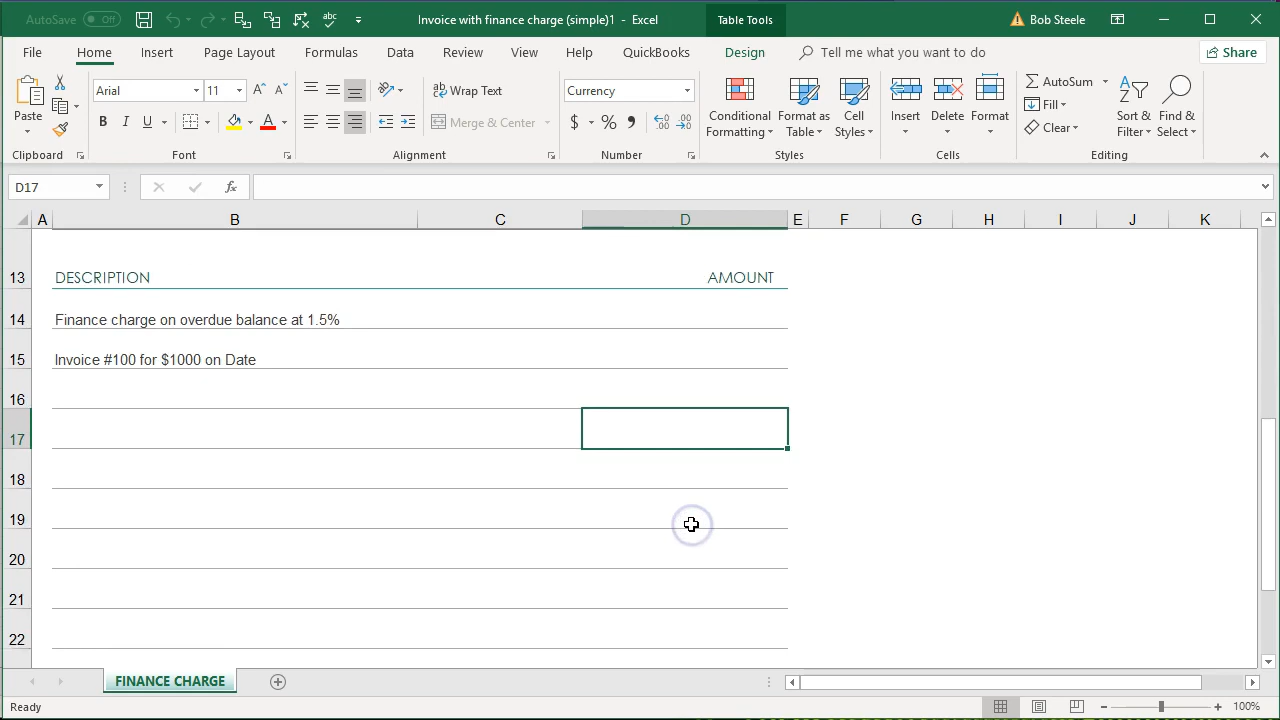 AutoSave Off
Invoice with finance charge (simple)1 - Excel
Table Tools
Bob Steele
File Home Insert Page Layout Formulas Data Review View Help QuickBooks Design Tell me what you want to do Share
Paste
Clipboard
Arial 11
B I U
Font
Wrap Text
Merge & Center
Alignment
Currency
$ % ,
Number
Conditional Formatting
Format as Table
Cell Styles
Styles
Insert
Delete
Format
Cells
AutoSum
Fill
Clear
Sort & Filter
Find & Select
Editing
D17
fx
A B C D E F G H I J K
13 DESCRIPTION AMOUNT
14 Finance charge on overdue balance at 1.5%
15 Invoice #100 for $1000 on Date
16
17
18
19
20
21
22
FINANCE CHARGE
Ready
100%